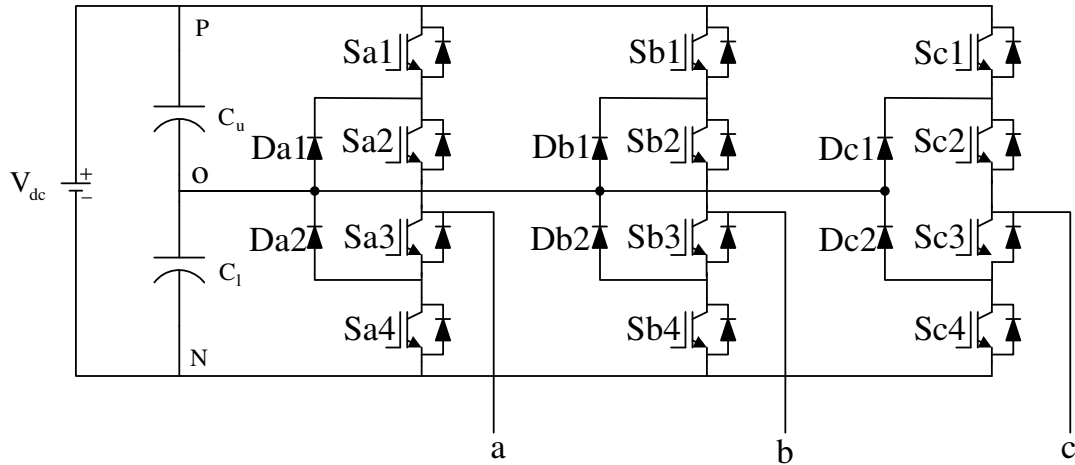 P
Sa1
Sb1
Sc1
Cu
Da1
Sa2
Db1
Sb2
Dc1
Sc2
Vdc
+
−
o
Da2
Sa3
Db2
Sb3
Dc2
Sc3
Cl
Sa4
Sb4
Sc4
N
a
b
c